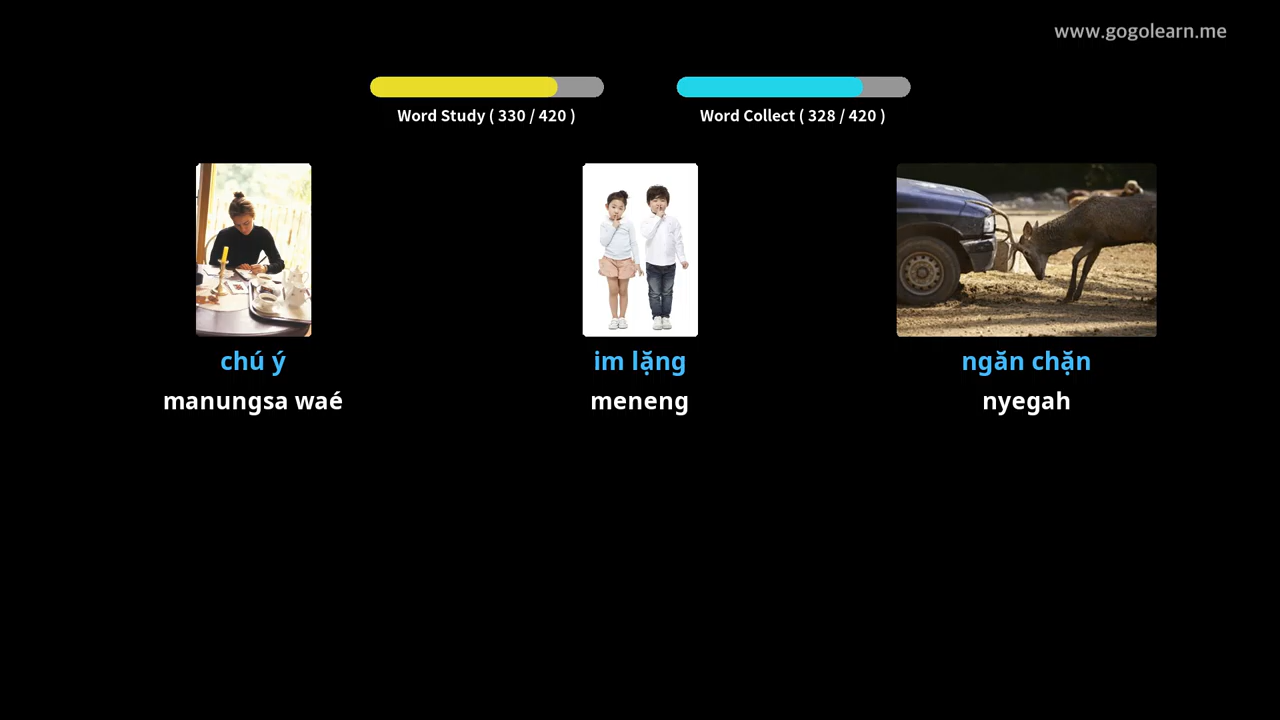 www.gogolearn.me
Word Study ( 330 / 420 )
Word Collect ( 328 / 420 )
chú ý
im lặng
ngăn chặn
manungsa waé
meneng
nyegah